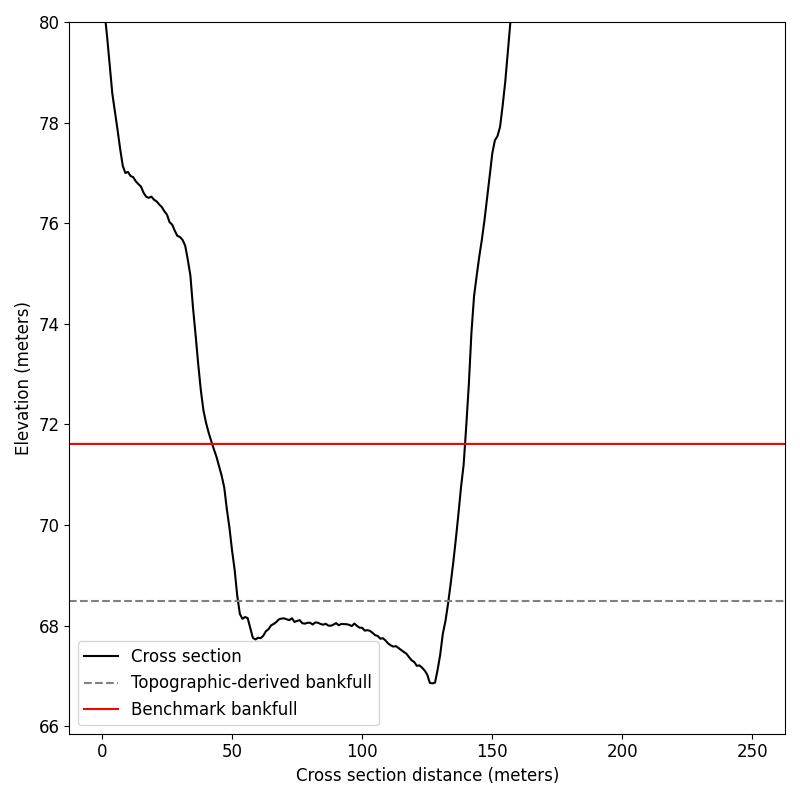 80
78
76
74
72
70
68
66
Elevation (meters)
Cross section
Topographic-derived bankfull
Benchmark bankfull
0 50 100 150 200 250
Cross section distance (meters)